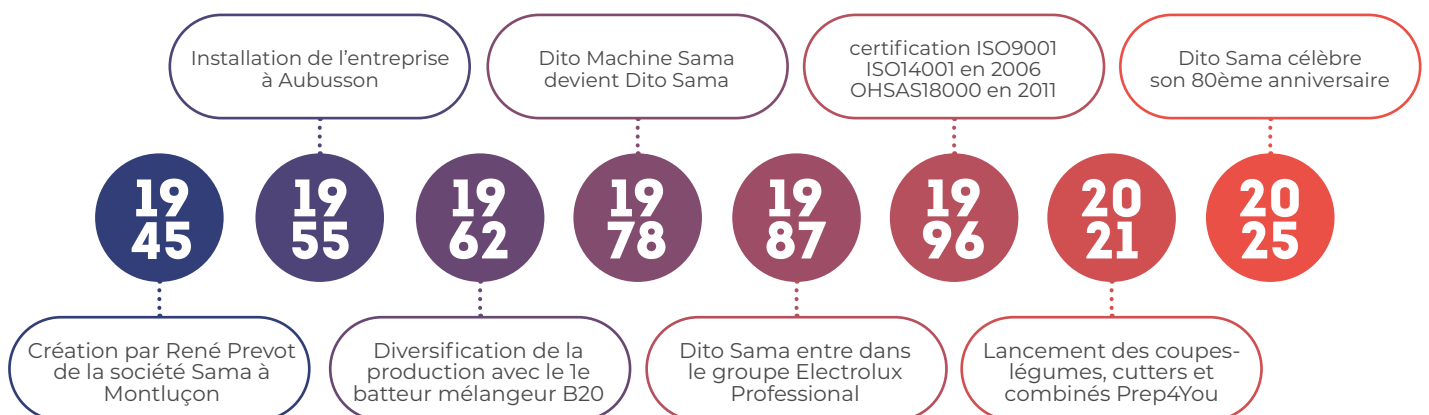 Installation de l'entreprise
à Aubusson
Dito Machine Sama
devient Dito Sama
certification ISO9001
ISO14001 en 2006
OHSAS18000 en 2011
Dito Sama célèbre
son 80ème anniversaire
19
45
19
55
19
62
19
78
19
87
19
96
20
21
20
25
Création par René Prevot
de la société Sama à
Montluçon
Diversification de la
production avec le 1e
batteur mélangeur B20
Dito Sama entre dans
le groupe Electrolux
Professional
Lancement des coupes-
légumes, cutters et
combinés Prep4You